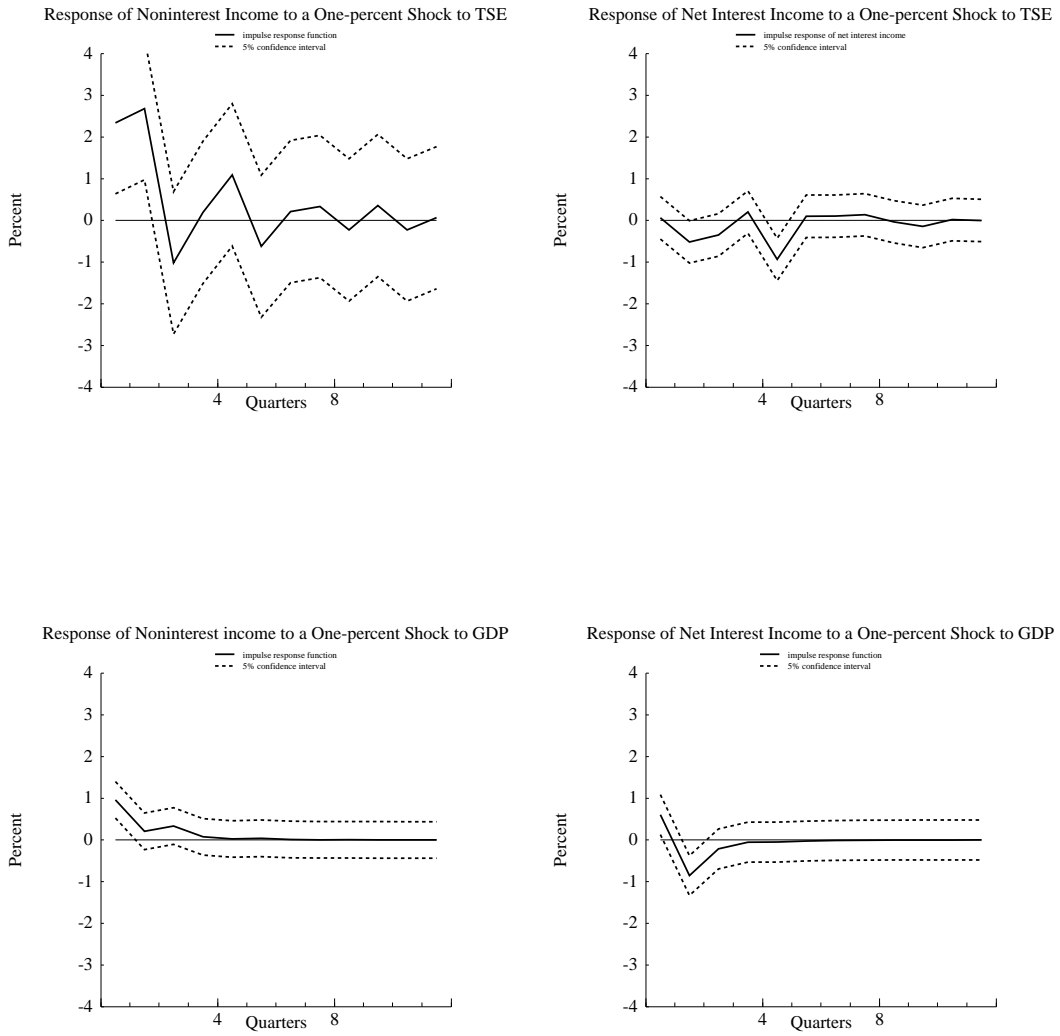 Response of Noninterest Income to a One-percent Shock to TSE
impulse response function
5% confidence interval
4
3
2
1
0
-1
-2
-3
-4
Percent
4
8
Quarters
Response of Net Interest Income to a One-percent Shock to TSE
impulse response of net interest income
5% confidence interval
4
3
2
1
0
-1
-2
-3
-4
Percent
4
8
Quarters
Response of Noninterest income to a One-percent Shock to GDP
impulse response function
5% confidence interval
4
3
2
1
0
-1
-2
-3
-4
Percent
4
8
Quarters
Response of Net Interest Income to a One-percent Shock to GDP
impulse response function
5% confidence interval
4
3
2
1
0
-1
-2
-3
-4
Percent
4
8
Quarters